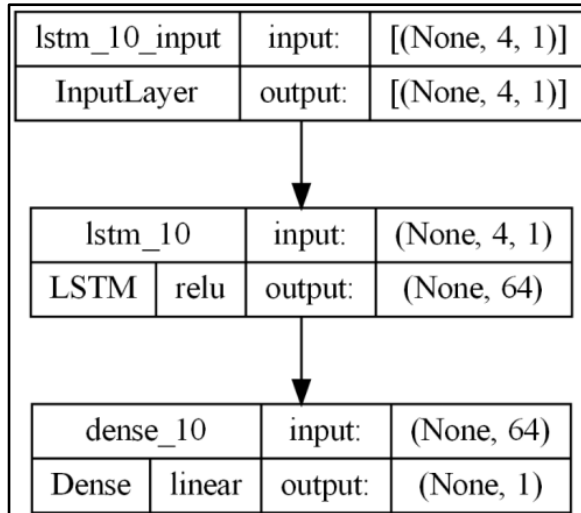 lstm_10_input input: [(None, 4, 1)]
InputLayer output: [(None, 4, 1)]
lstm_10 input: (None, 4, 1)
LSTM relu output: (None, 64)
dense_10 input: (None, 64)
Dense linear output: (None, 1)